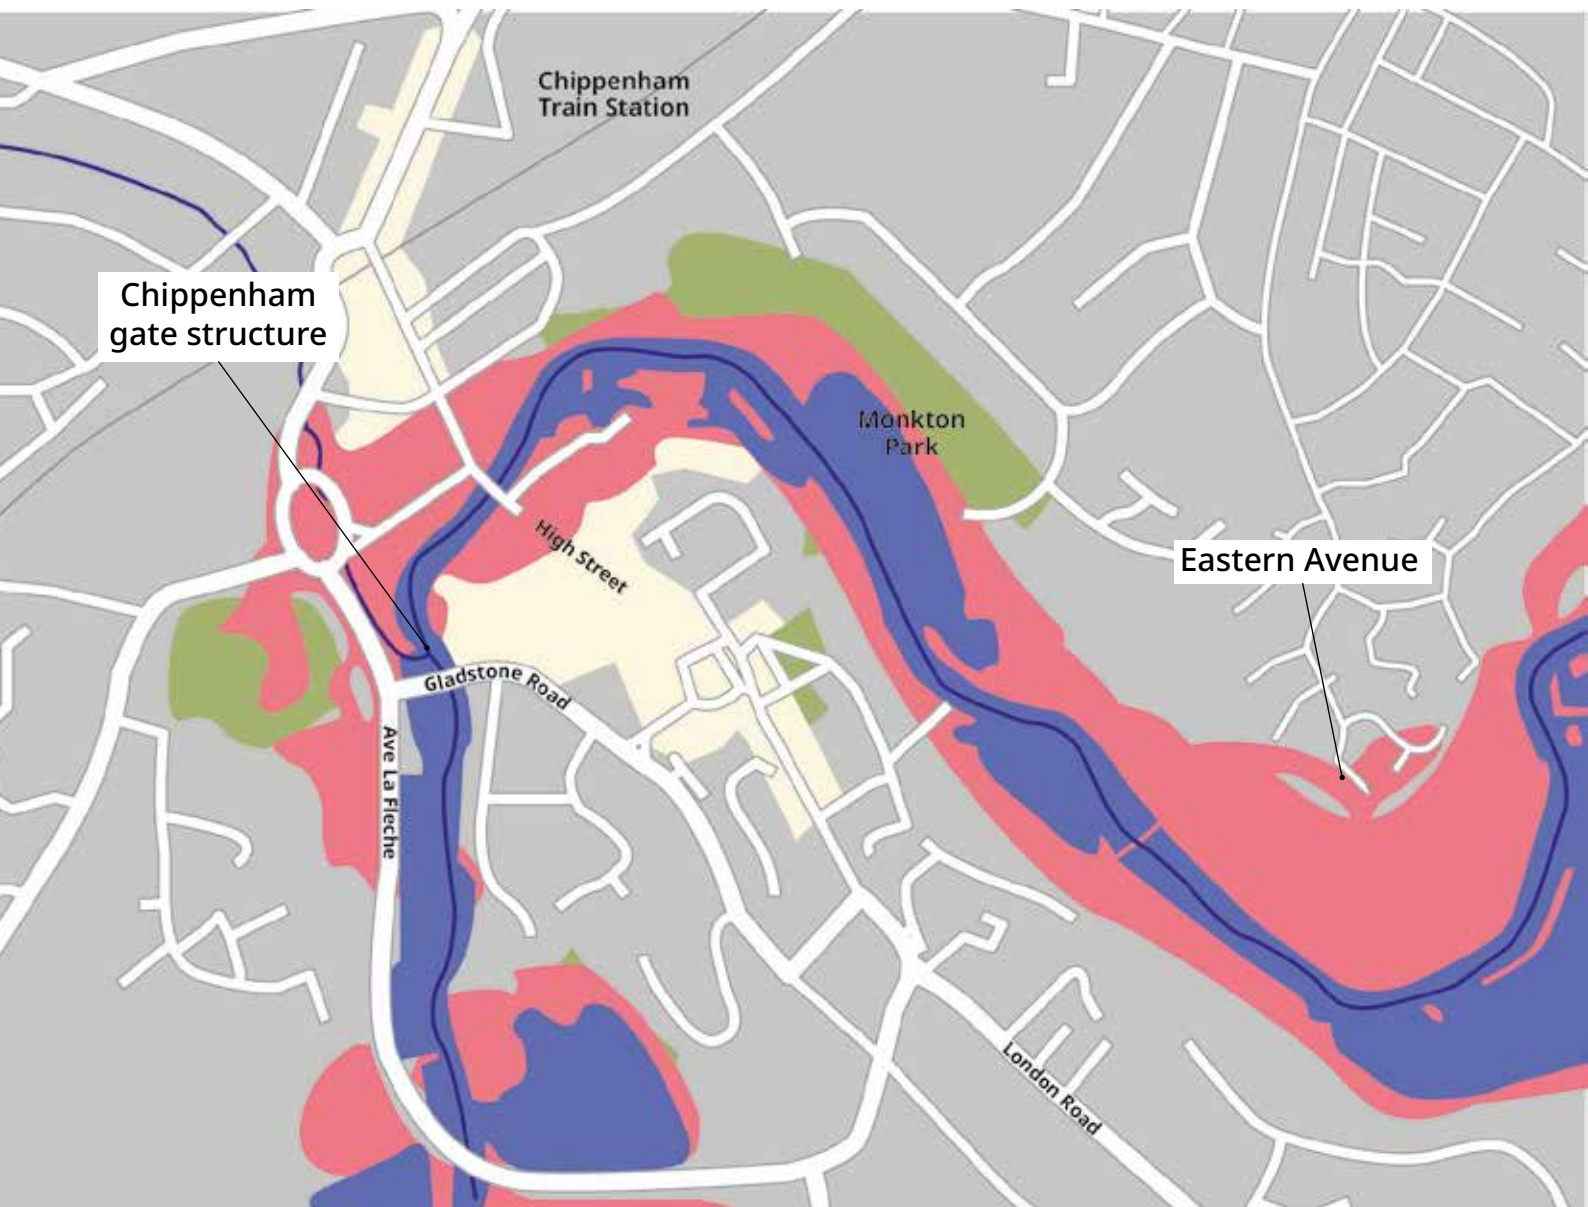 Chippenham
Train Station
Chippenham
gate structure
Monkton
Park
High Street
Eastern Avenue
Gladstone Road
Ave La Fleche
London Road